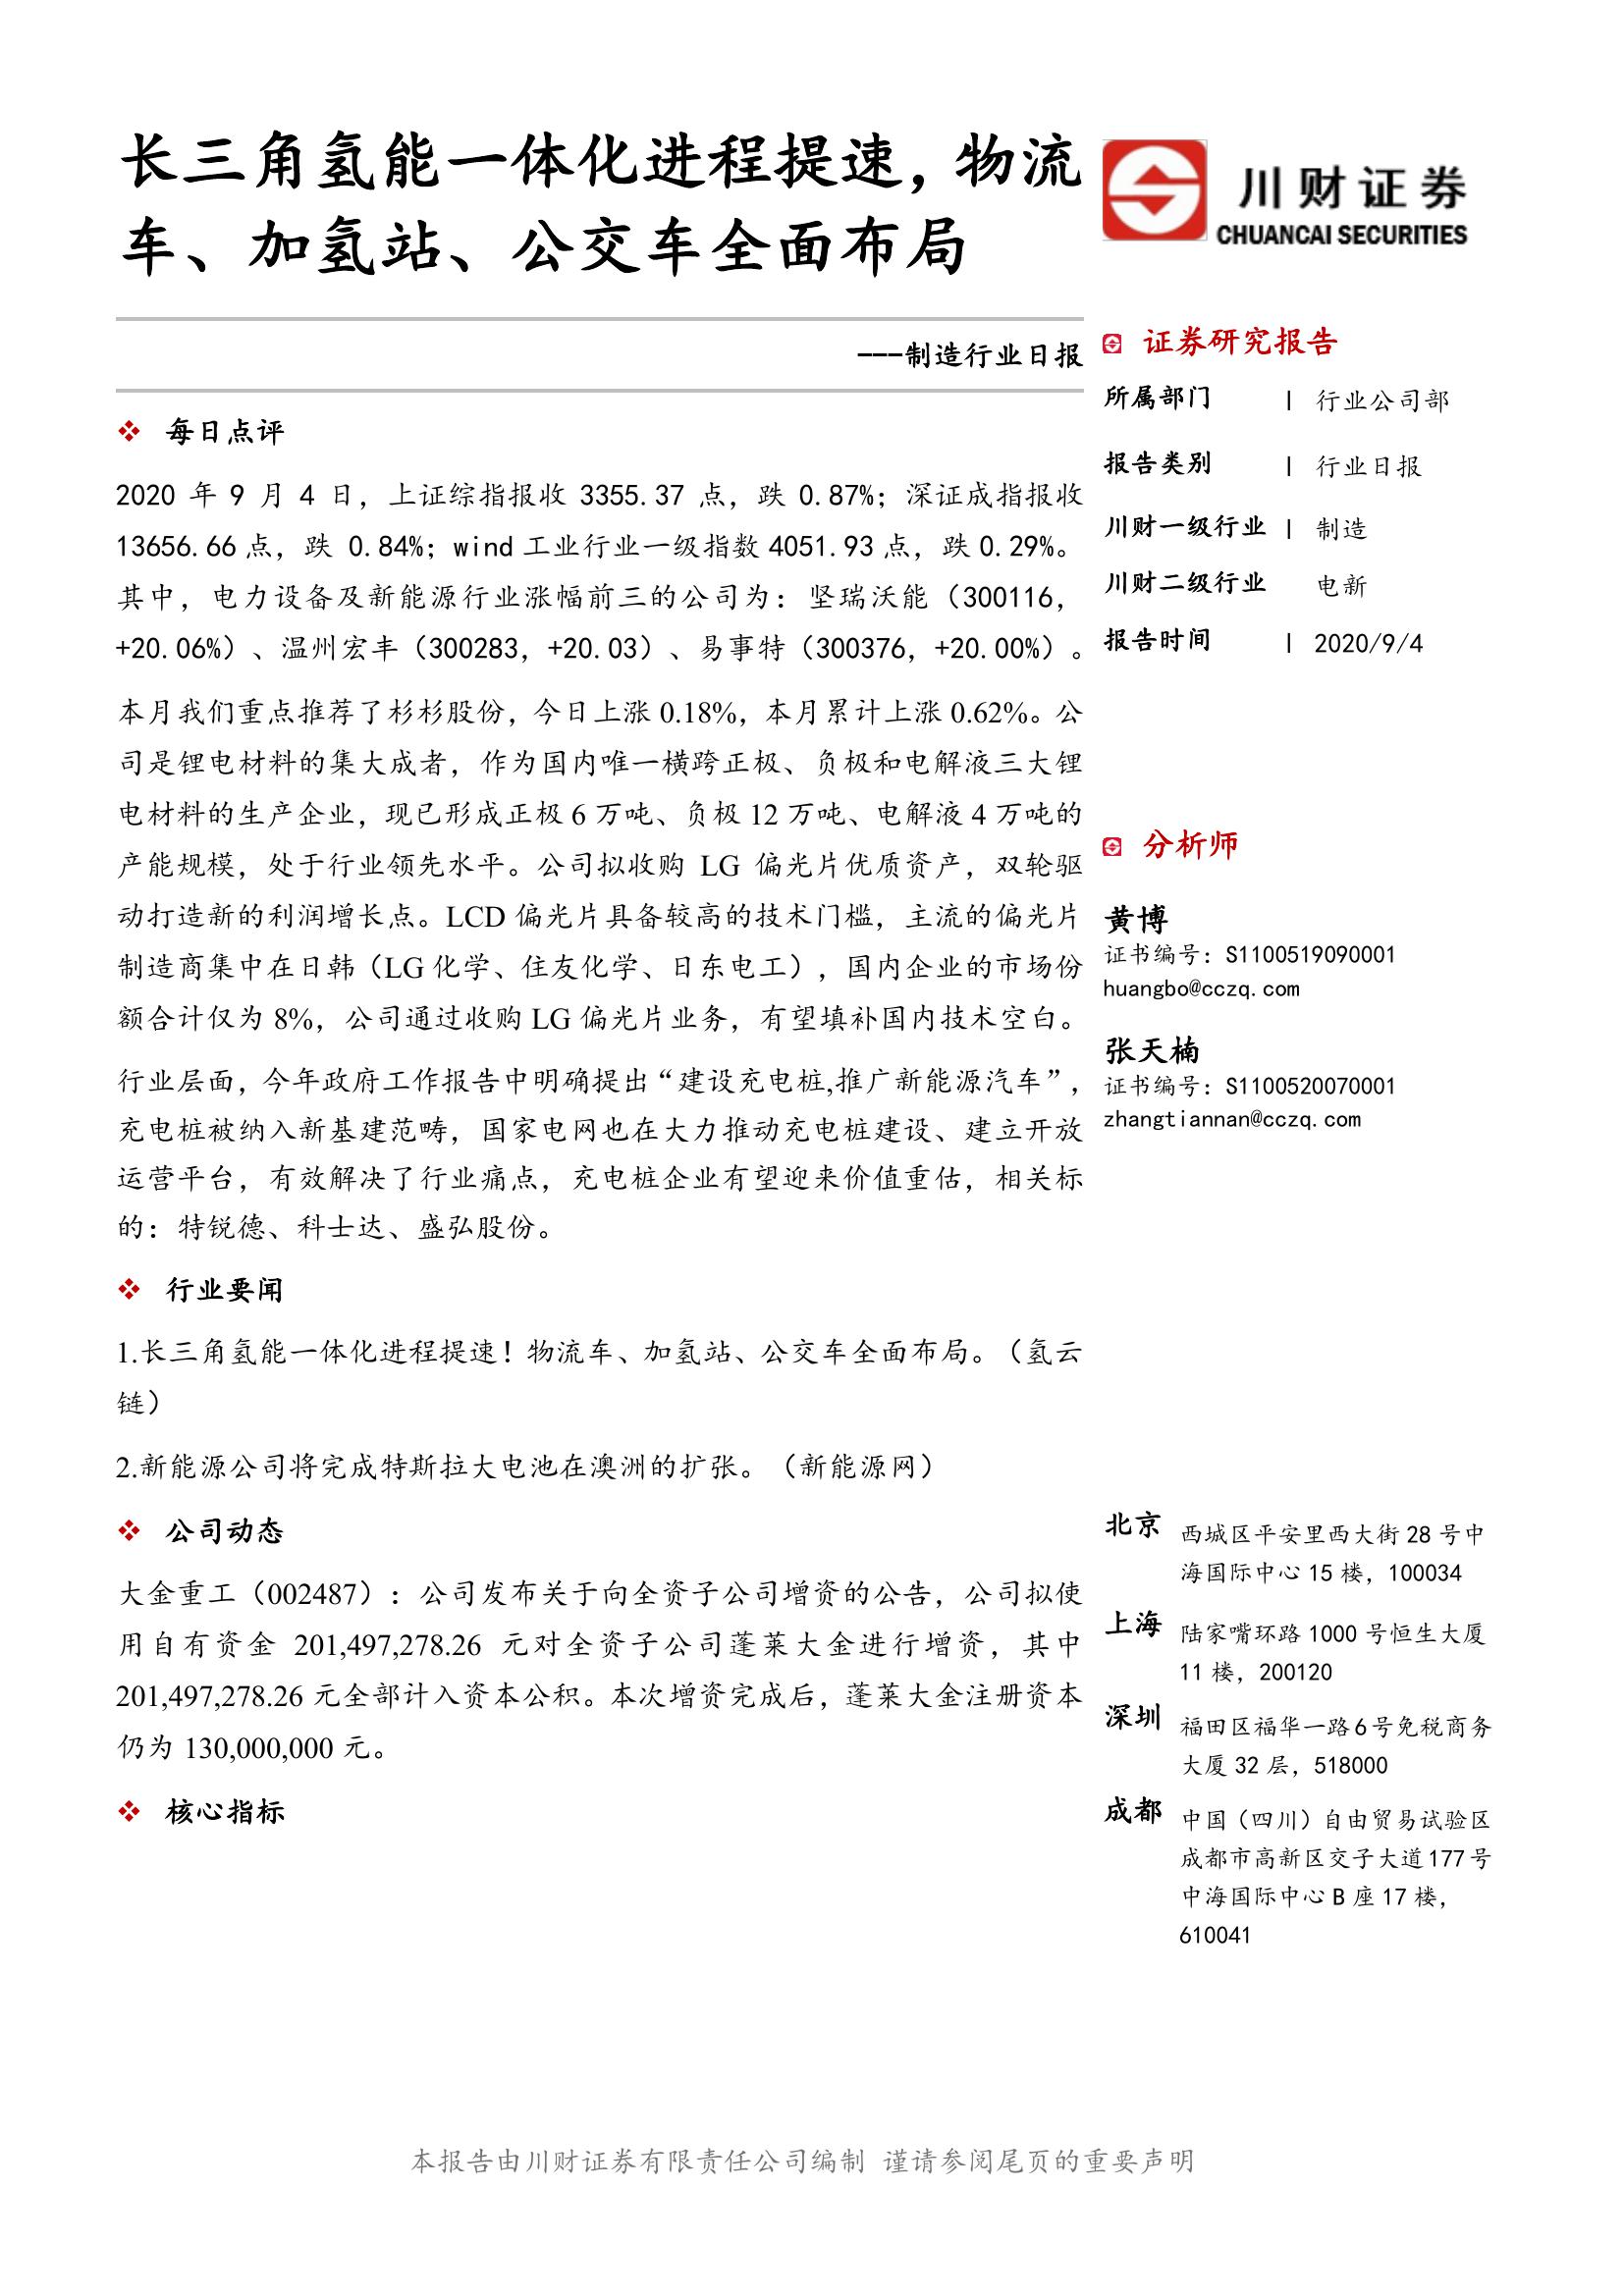 长三角氢能一体化进程提速，物流
车、加氢站、公交车全面布局
---制造行业日报
每日点评
2020 年 9 月 4 日，上证综指报收 3355.37 点，跌 0.87%；深证成指报收
13656.66 点，跌 0.84%；wind 工业行业一级指数 4051.93 点，跌 0.29%。
其中，电力设备及新能源行业涨幅前三的公司为：坚瑞沃能（300116，
+20.06%）、温州宏丰（300283，+20.03）、易事特（300376，+20.00%）。
本月我们重点推荐了杉杉股份，今日上涨 0.18%，本月累计上涨 0.62%。公
司是锂电材料的集大成者，作为国内唯一横跨正极、负极和电解液三大锂
电材料的生产企业，现已形成正极 6 万吨、负极 12 万吨、电解液 4 万吨的
产能规模，处于行业领先水平。公司拟收购 LG 偏光片优质资产，双轮驱
动打造新的利润增长点。LCD 偏光片具备较高的技术门槛，主流的偏光片
制造商集中在日韩（LG 化学、住友化学、日东电工），国内企业的市场份
额合计仅为 8%，公司通过收购 LG 偏光片业务，有望填补国内技术空白。
行业层面，今年政府工作报告中明确提出“建设充电桩,推广新能源汽车”，
充电桩被纳入新基建范畴，国家电网也在大力推动充电桩建设、建立开放
运营平台，有效解决了行业痛点，充电桩企业有望迎来价值重估，相关标
的：特锐德、科士达、盛弘股份。
行业要闻
1.长三角氢能一体化进程提速！物流车、加氢站、公交车全面布局。（氢云
链）
2.新能源公司将完成特斯拉大电池在澳洲的扩张。（新能源网）
公司动态
大金重工（002487）：公司发布关于向全资子公司增资的公告，公司拟使
用自有资金 201,497,278.26 元对全资子公司蓬莱大金进行增资，其中
201,497,278.26 元全部计入资本公积。本次增资完成后，蓬莱大金注册资本
仍为 130,000,000 元。
核心指标
川财证券
CHUANCAI SECURITIES
证券研究报告
所属部门 | 行业公司部
报告类别 | 行业日报
川财一级行业 | 制造
川财二级行业 电新
报告时间 | 2020/9/4
分析师
黄博
证书编号：S1100519090001
huangbo@cczq.com
张天楠
证书编号：S1100520070001
zhangtiannan@cczq.com
北京 西城区平安里西大街 28 号中
海国际中心 15 楼，100034
上海 陆家嘴环路 1000 号恒生大厦
11 楼，200120
深圳 福田区福华一路 6 号免税商务
大厦 32 层，518000
成都 中国（四川）自由贸易试验区
成都市高新区交子大道 177 号
中海国际中心 B 座 17 楼，
610041
本报告由川财证券有限责任公司编制 谨请参阅尾页的重要声明